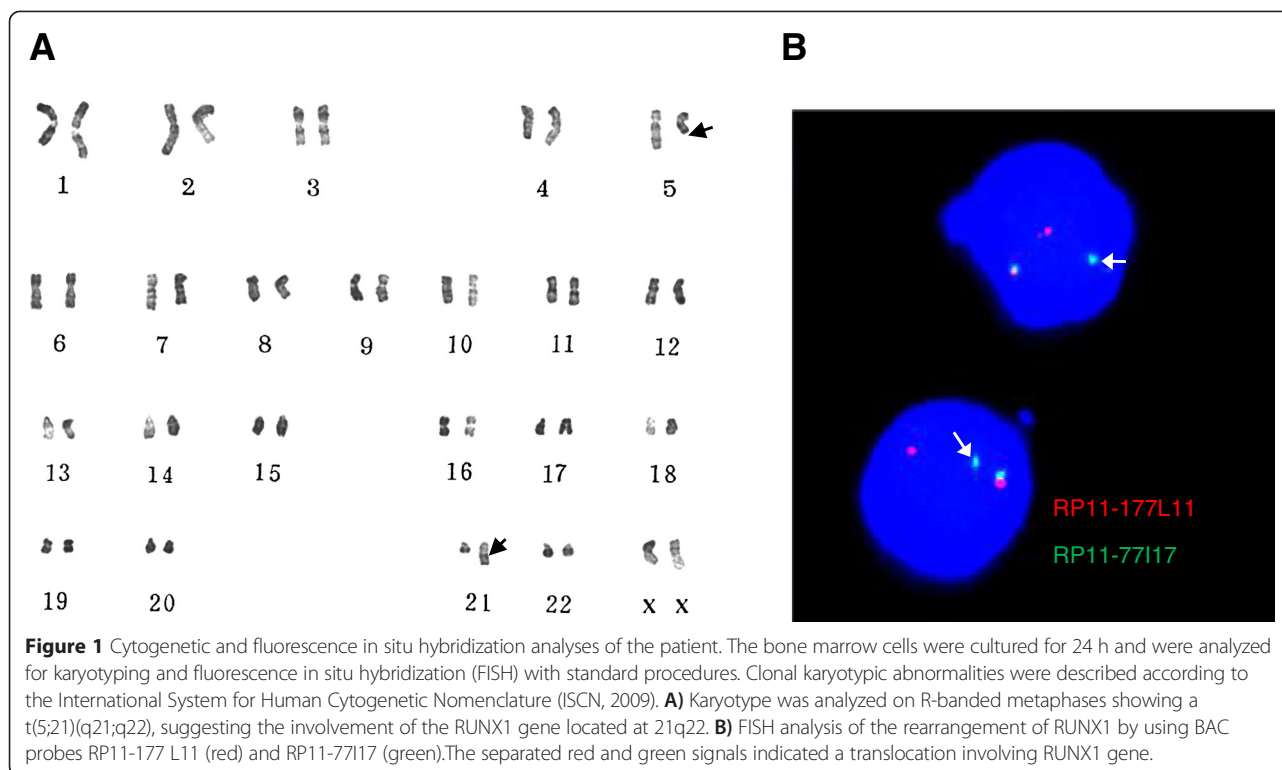 A
B
1 2 3 4 5
6 7 8 9 10 11 12
13 14 15 16 17 18
19 20 21 22 X X
RP11-177L11
RP11-77I17
Figure 1 Cytogenetic and fluorescence in situ hybridization analyses of the patient. The bone marrow cells were cultured for 24 h and were analyzed
for karyotyping and fluorescence in situ hybridization (FISH) with standard procedures. Clonal karyotypic abnormalities were described according to
the International System for Human Cytogenetic Nomenclature (ISCN, 2009). A) Karyotype was analyzed on R-banded metaphases showing a
t(5;21)(q21;q22), suggesting the involvement of the RUNX1 gene located at 21q22. B) FISH analysis of the rearrangement of RUNX1 by using BAC
probes RP11-177 L11 (red) and RP11-77I17 (green).The separated red and green signals indicated a translocation involving RUNX1 gene.